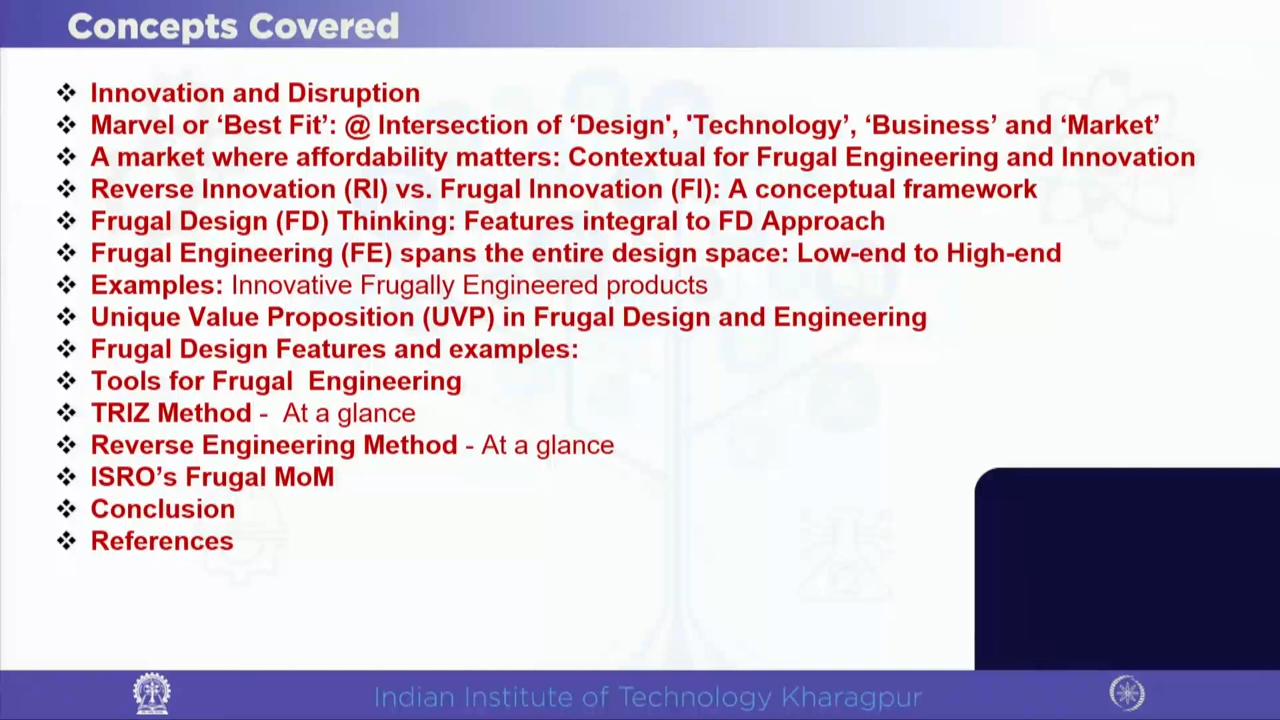 Concepts Covered
❖ Innovation and Disruption
❖ Marvel or ‘Best Fit’: @ Intersection of ‘Design', 'Technology’, ‘Business’ and ‘Market’
❖ A market where affordability matters: Contextual for Frugal Engineering and Innovation
❖ Reverse Innovation (RI) vs. Frugal Innovation (FI): A conceptual framework
❖ Frugal Design (FD) Thinking: Features integral to FD Approach
❖ Frugal Engineering (FE) spans the entire design space: Low-end to High-end
❖ Examples: Innovative Frugally Engineered products
❖ Unique Value Proposition (UVP) in Frugal Design and Engineering
❖ Frugal Design Features and examples:
❖ Tools for Frugal  Engineering
❖ TRIZ Method -  At a glance
❖ Reverse Engineering Method - At a glance
❖ ISRO’s Frugal MoM
❖ Conclusion
❖ References
Indian Institute of Technology Kharagpur